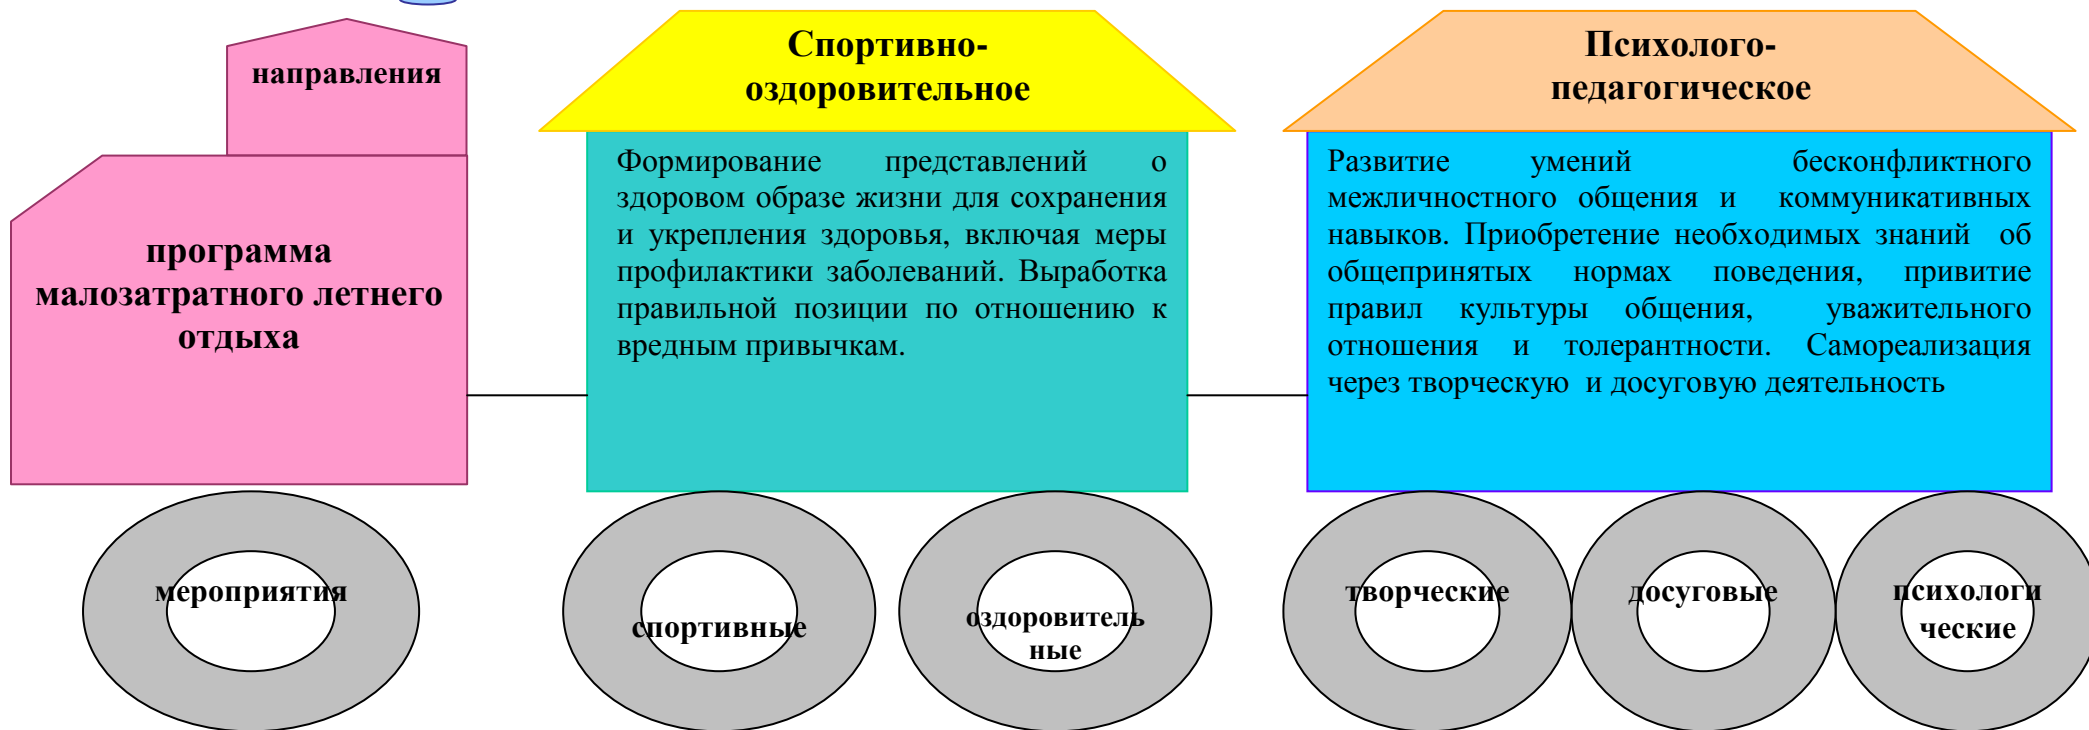 направления
программа
малозатратного летнего
отдыха
мероприятия
Спортивно-
оздоровительное
Формирование представлений о
здоровом образе жизни для сохранения
и укрепления здоровья, включая меры
профилактики заболеваний. Выработка
правильной позиции по отношению к
вредным привычкам.
спортивные
оздоровитель
ные
Психолого-
педагогическое
Развитие умений бесконфликтного
межличностного общения и коммуникативных
навыков. Приобретение необходимых знаний об
общепринятых нормах поведения, привитие
правил культуры общения, уважительного
отношения и толерантности. Самореализация
через творческую и досуговую деятельность
творческие
досуговые
психологи
ческие